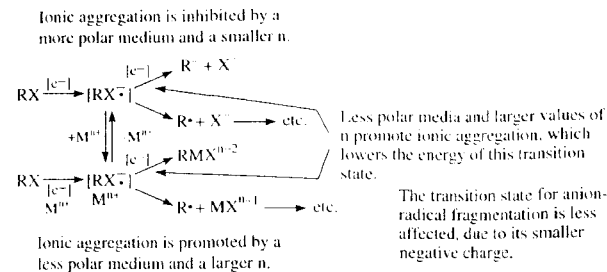 Ionic aggregation is inhibited by a
more polar medium and a smaller n.
[e−] R− + X−
RX [e−] [RX•−]
R• + X− → etc.
+Mn+ -Mn+
Less polar media and larger values of
n promote ionic aggregation, which
lowers the energy of this transition
state.
[e−] RMXn-2
RX [e−] Mn+ [RX•−] Mn+
R• + MXn-1 → etc.
The transition state for anion-
radical fragmentation is less
affected, due to its smaller
negative charge.
Ionic aggregation is promoted by a
less polar medium and a larger n.